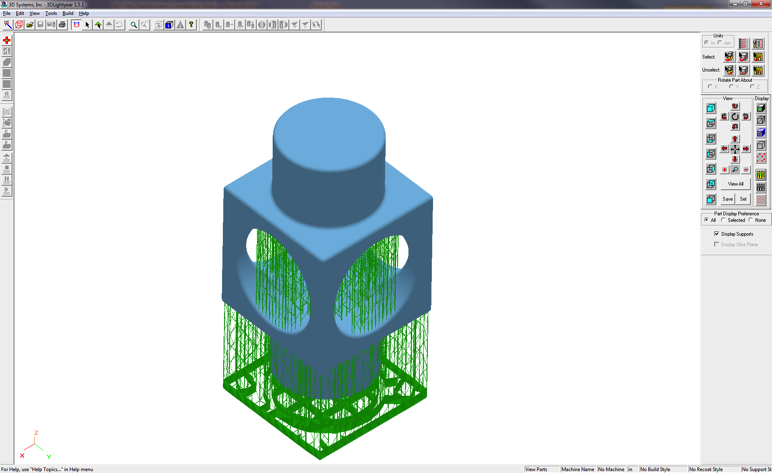 3D Systems, Inc - 3DLightyear 1.5.1
File Edit View Tools Build Help
Units
in mm
Select:
Unselect:
Rotate Part About
X Y Z
View
Display
View All
Save Set
Part Display Preference
All Selected None
Display Supports
Display Slice-Plane
Z
X Y
For Help, use "Help Topics..." in Help menu
View Parts
Machine Name
No Machine
in
No Build Style
No Recoat Style
No Support St